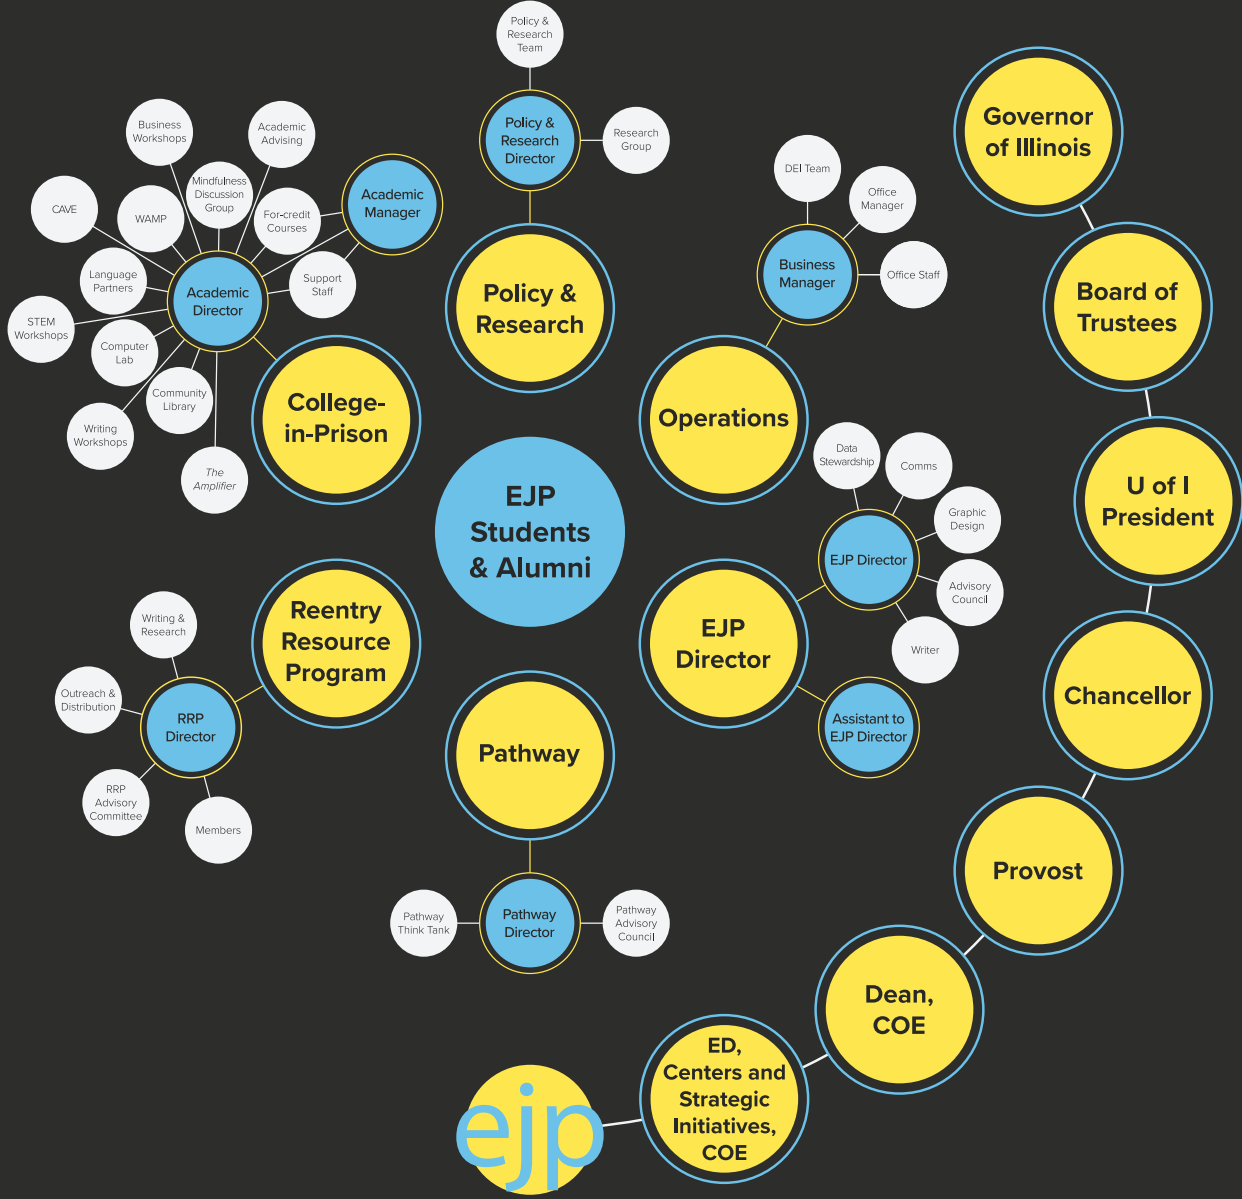 Policy &
Research
Team
Policy &
Research
Director
Research
Group
Policy &
Research
Business
Workshops
Academic
Advising
Mindfulness
Discussion
Group
Academic
Manager
CAVE
WAMP
For-credit
Courses
Language
Partners
Academic
Director
Support
Staff
STEM
Workshops
Computer
Lab
Community
Library
Writing
Workshops
The
Amplifier
College-
in-Prison
DEI Team
Office
Manager
Business
Manager
Office Staff
Operations
Governor
of Illinois
Board of
Trustees
U of I
President
Chancellor
Provost
Dean,
COE
ED,
Centers and
Strategic
Initiatives,
COE
ejp
EJP
Students
& Alumni
Data
Stewardship
Comms
Graphic
Design
EJP Director
Advisory
Council
Writer
EJP
Director
Assistant to
EJP Director
Reentry
Resource
Program
Writing &
Research
Outreach &
Distribution
RRP
Director
RRP
Advisory
Committee
Members
Pathway
Pathway
Think Tank
Pathway
Director
Pathway
Advisory
Council